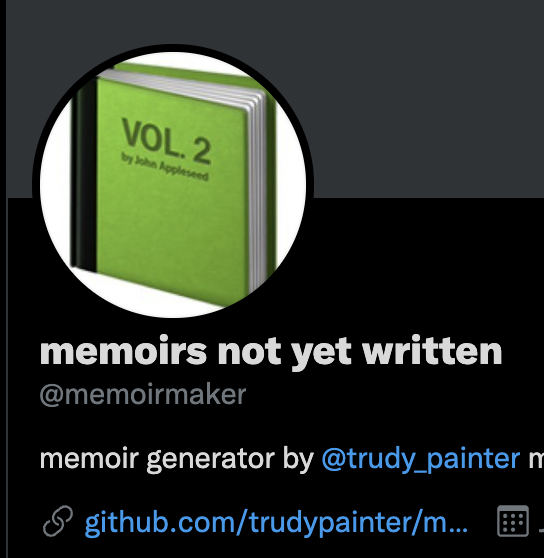 VOL. 2
by John Appleseed
memoirs not yet written
@memoirmaker
memoir generator by @trudy_painter m
github.com/trudypainter/m...